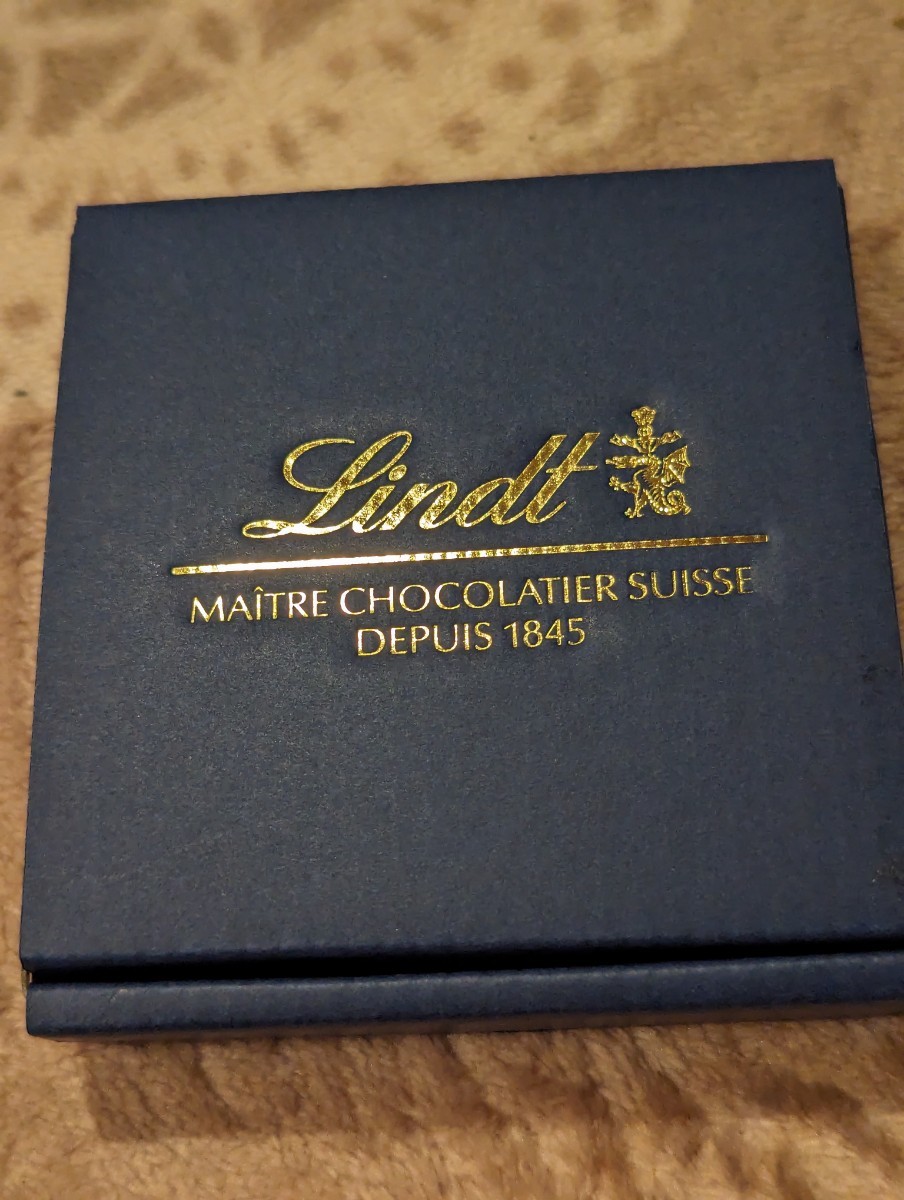 Lindt
MAÎTRE CHOCOLATIER SUISSE
DEPUIS 1845